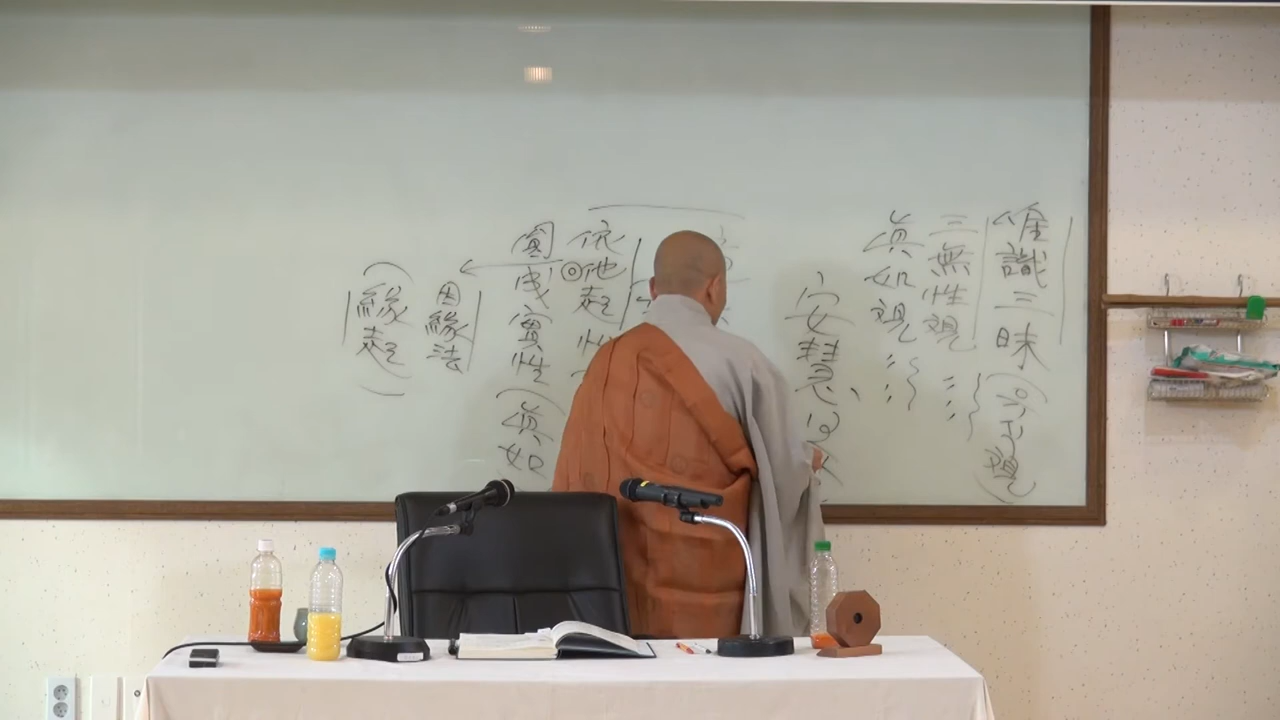 唯識三昧(空觀
三無性觀
眞如觀
安慧
依他起性
圓成實性(眞如
因緣法
(緣起)